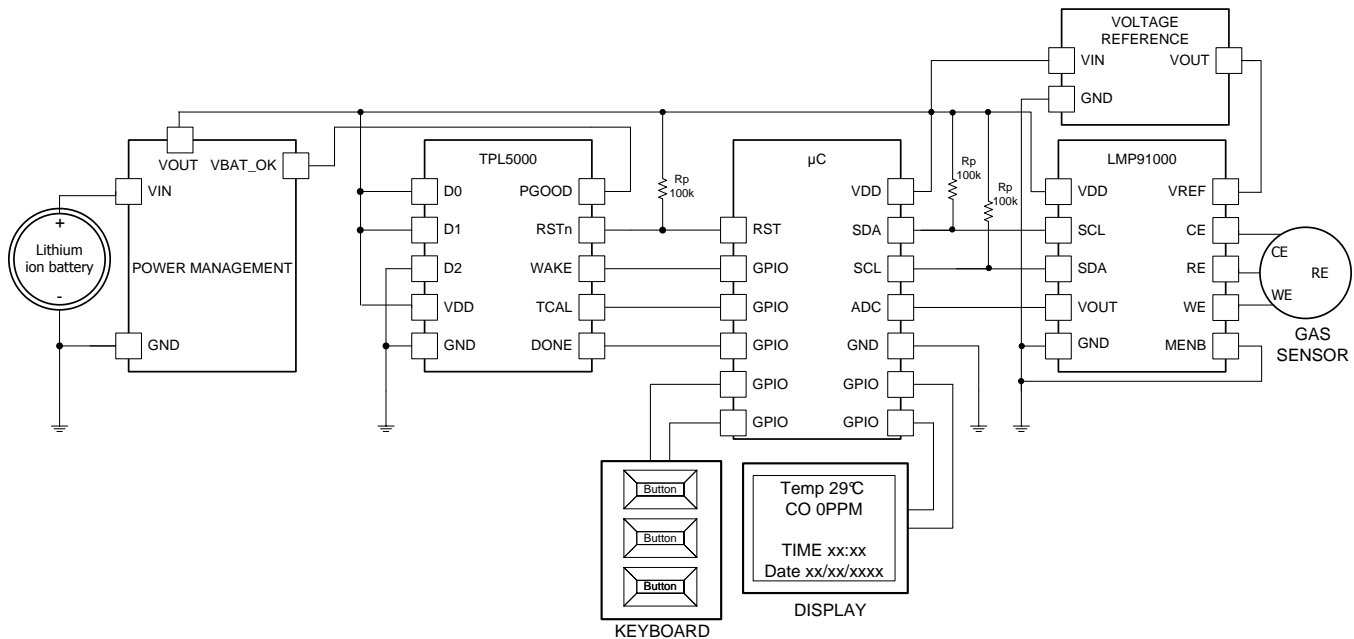 VOLTAGE
REFERENCE
VIN
VOUT
GND
VOUT
VBAT_OK
VIN
+
Lithium
ion battery
-
POWER MANAGEMENT
GND
TPL5000
D0
PGOOD
D1
RSTn
D2
WAKE
VDD
TCAL
GND
DONE
Rp
100k
µC
VDD
RST
SDA
GPIO
SCL
GPIO
ADC
GPIO
GND
GPIO
GPIO
GPIO
GPIO
Rp
100k
Rp
100k
LMP91000
VDD
VREF
SCL
CE
SDA
RE
VOUT
WE
GND
MENB
CE
RE
WE
GAS
SENSOR
Button
Button
Button
KEYBOARD
Temp 29°C
CO 0PPM
TIME xx:xx
Date xx/xx/xxxx
DISPLAY